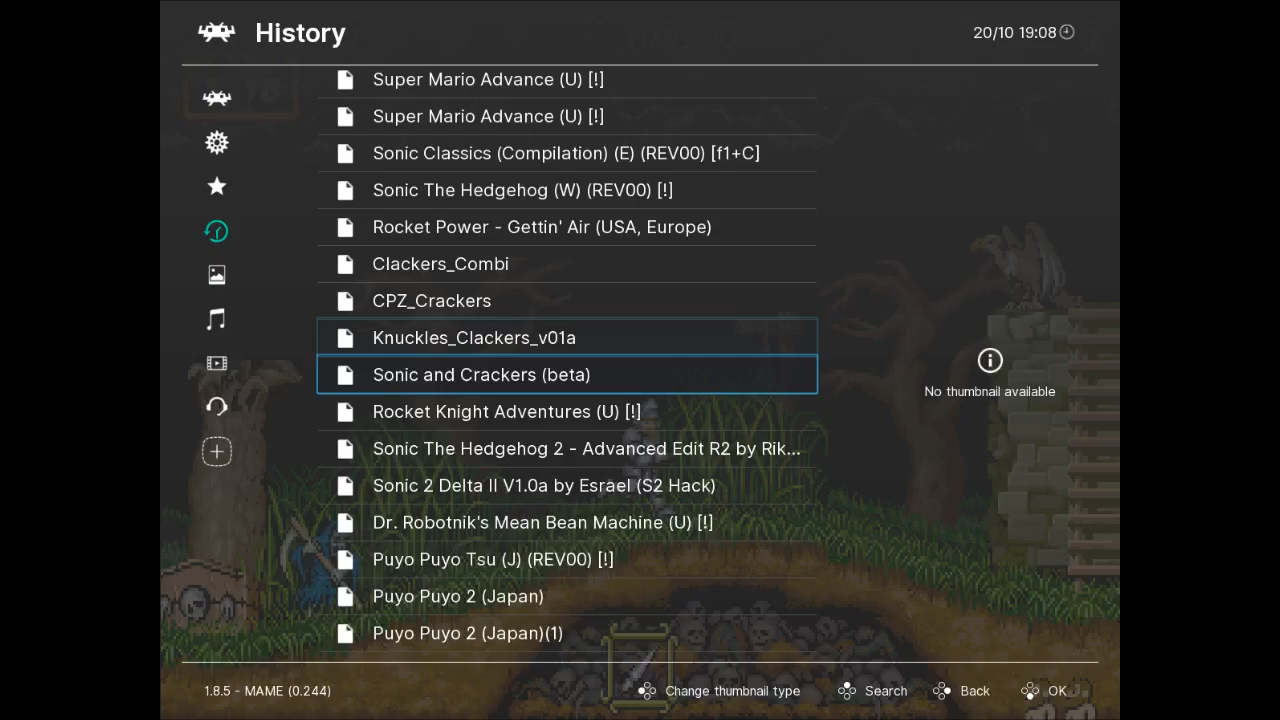 History
20/10 19:08
Super Mario Advance (U) [!]
Super Mario Advance (U) [!]
Sonic Classics (Compilation) (E) (REV00) [f1+C]
Sonic The Hedgehog (W) (REV00) [!]
Rocket Power - Gettin' Air (USA, Europe)
Clackers_Combi
CPZ_Crackers
Knuckles_Clackers_v01a
Sonic and Crackers (beta)
Rocket Knight Adventures (U) [!]
Sonic The Hedgehog 2 - Advanced Edit R2 by Rik...
Sonic 2 Delta II V1.0a by Esrael (S2 Hack)
Dr. Robotnik's Mean Bean Machine (U) [!]
Puyo Puyo Tsu (J) (REV00) [!]
Puyo Puyo 2 (Japan)
Puyo Puyo 2 (Japan)(1)
No thumbnail available
1.8.5 - MAME (0.244)
Change thumbnail type
Search
Back
OK